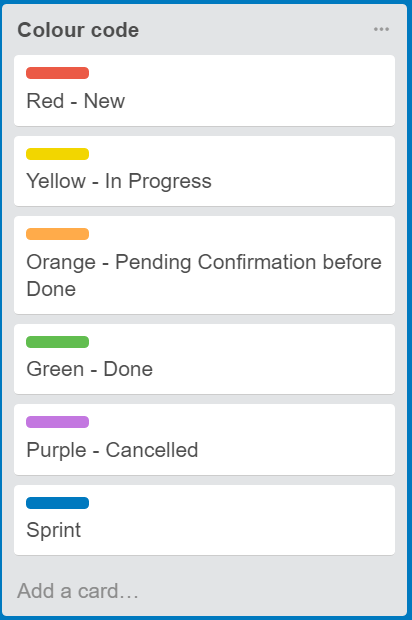 Colour code
Red - New
Yellow - In Progress
Orange - Pending Confirmation before
Done
Green - Done
Purple - Cancelled
Sprint
Add a card…